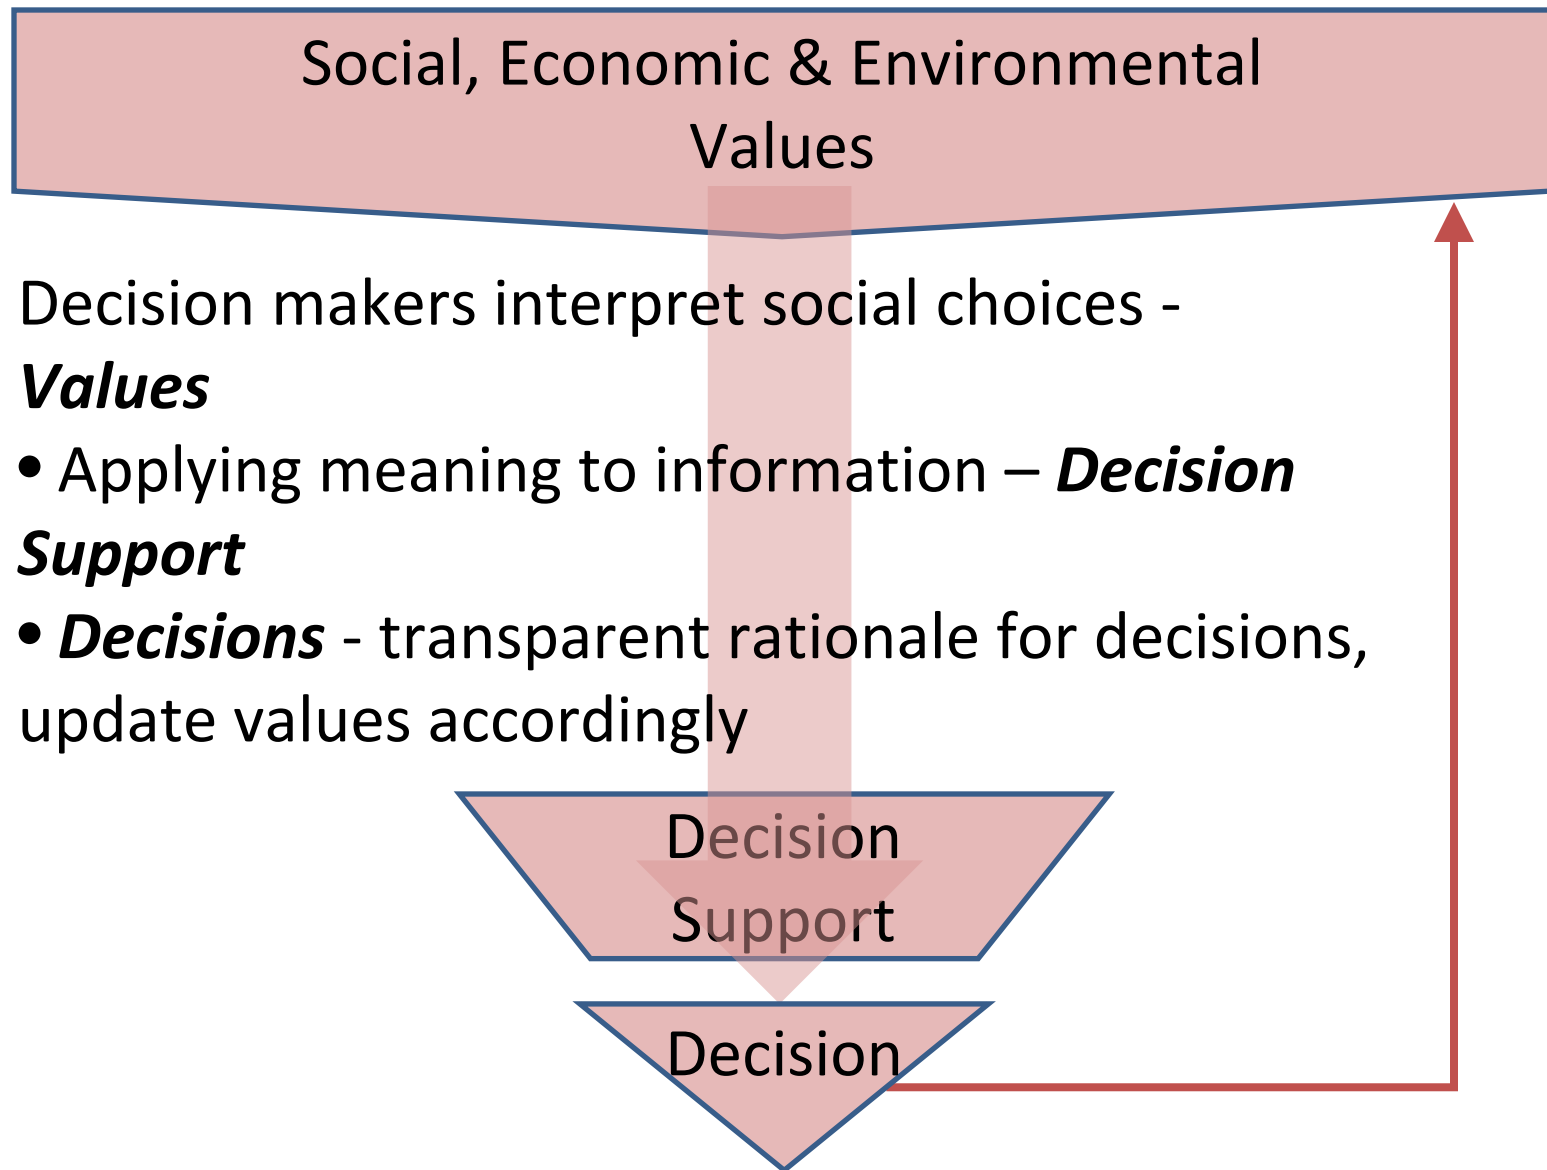 Social, Economic & Environmental
Values
Decision makers interpret social choices -
Values
• Applying meaning to information – Decision
Support
• Decisions - transparent rationale for decisions,
update values accordingly
Decision
Support
Decision